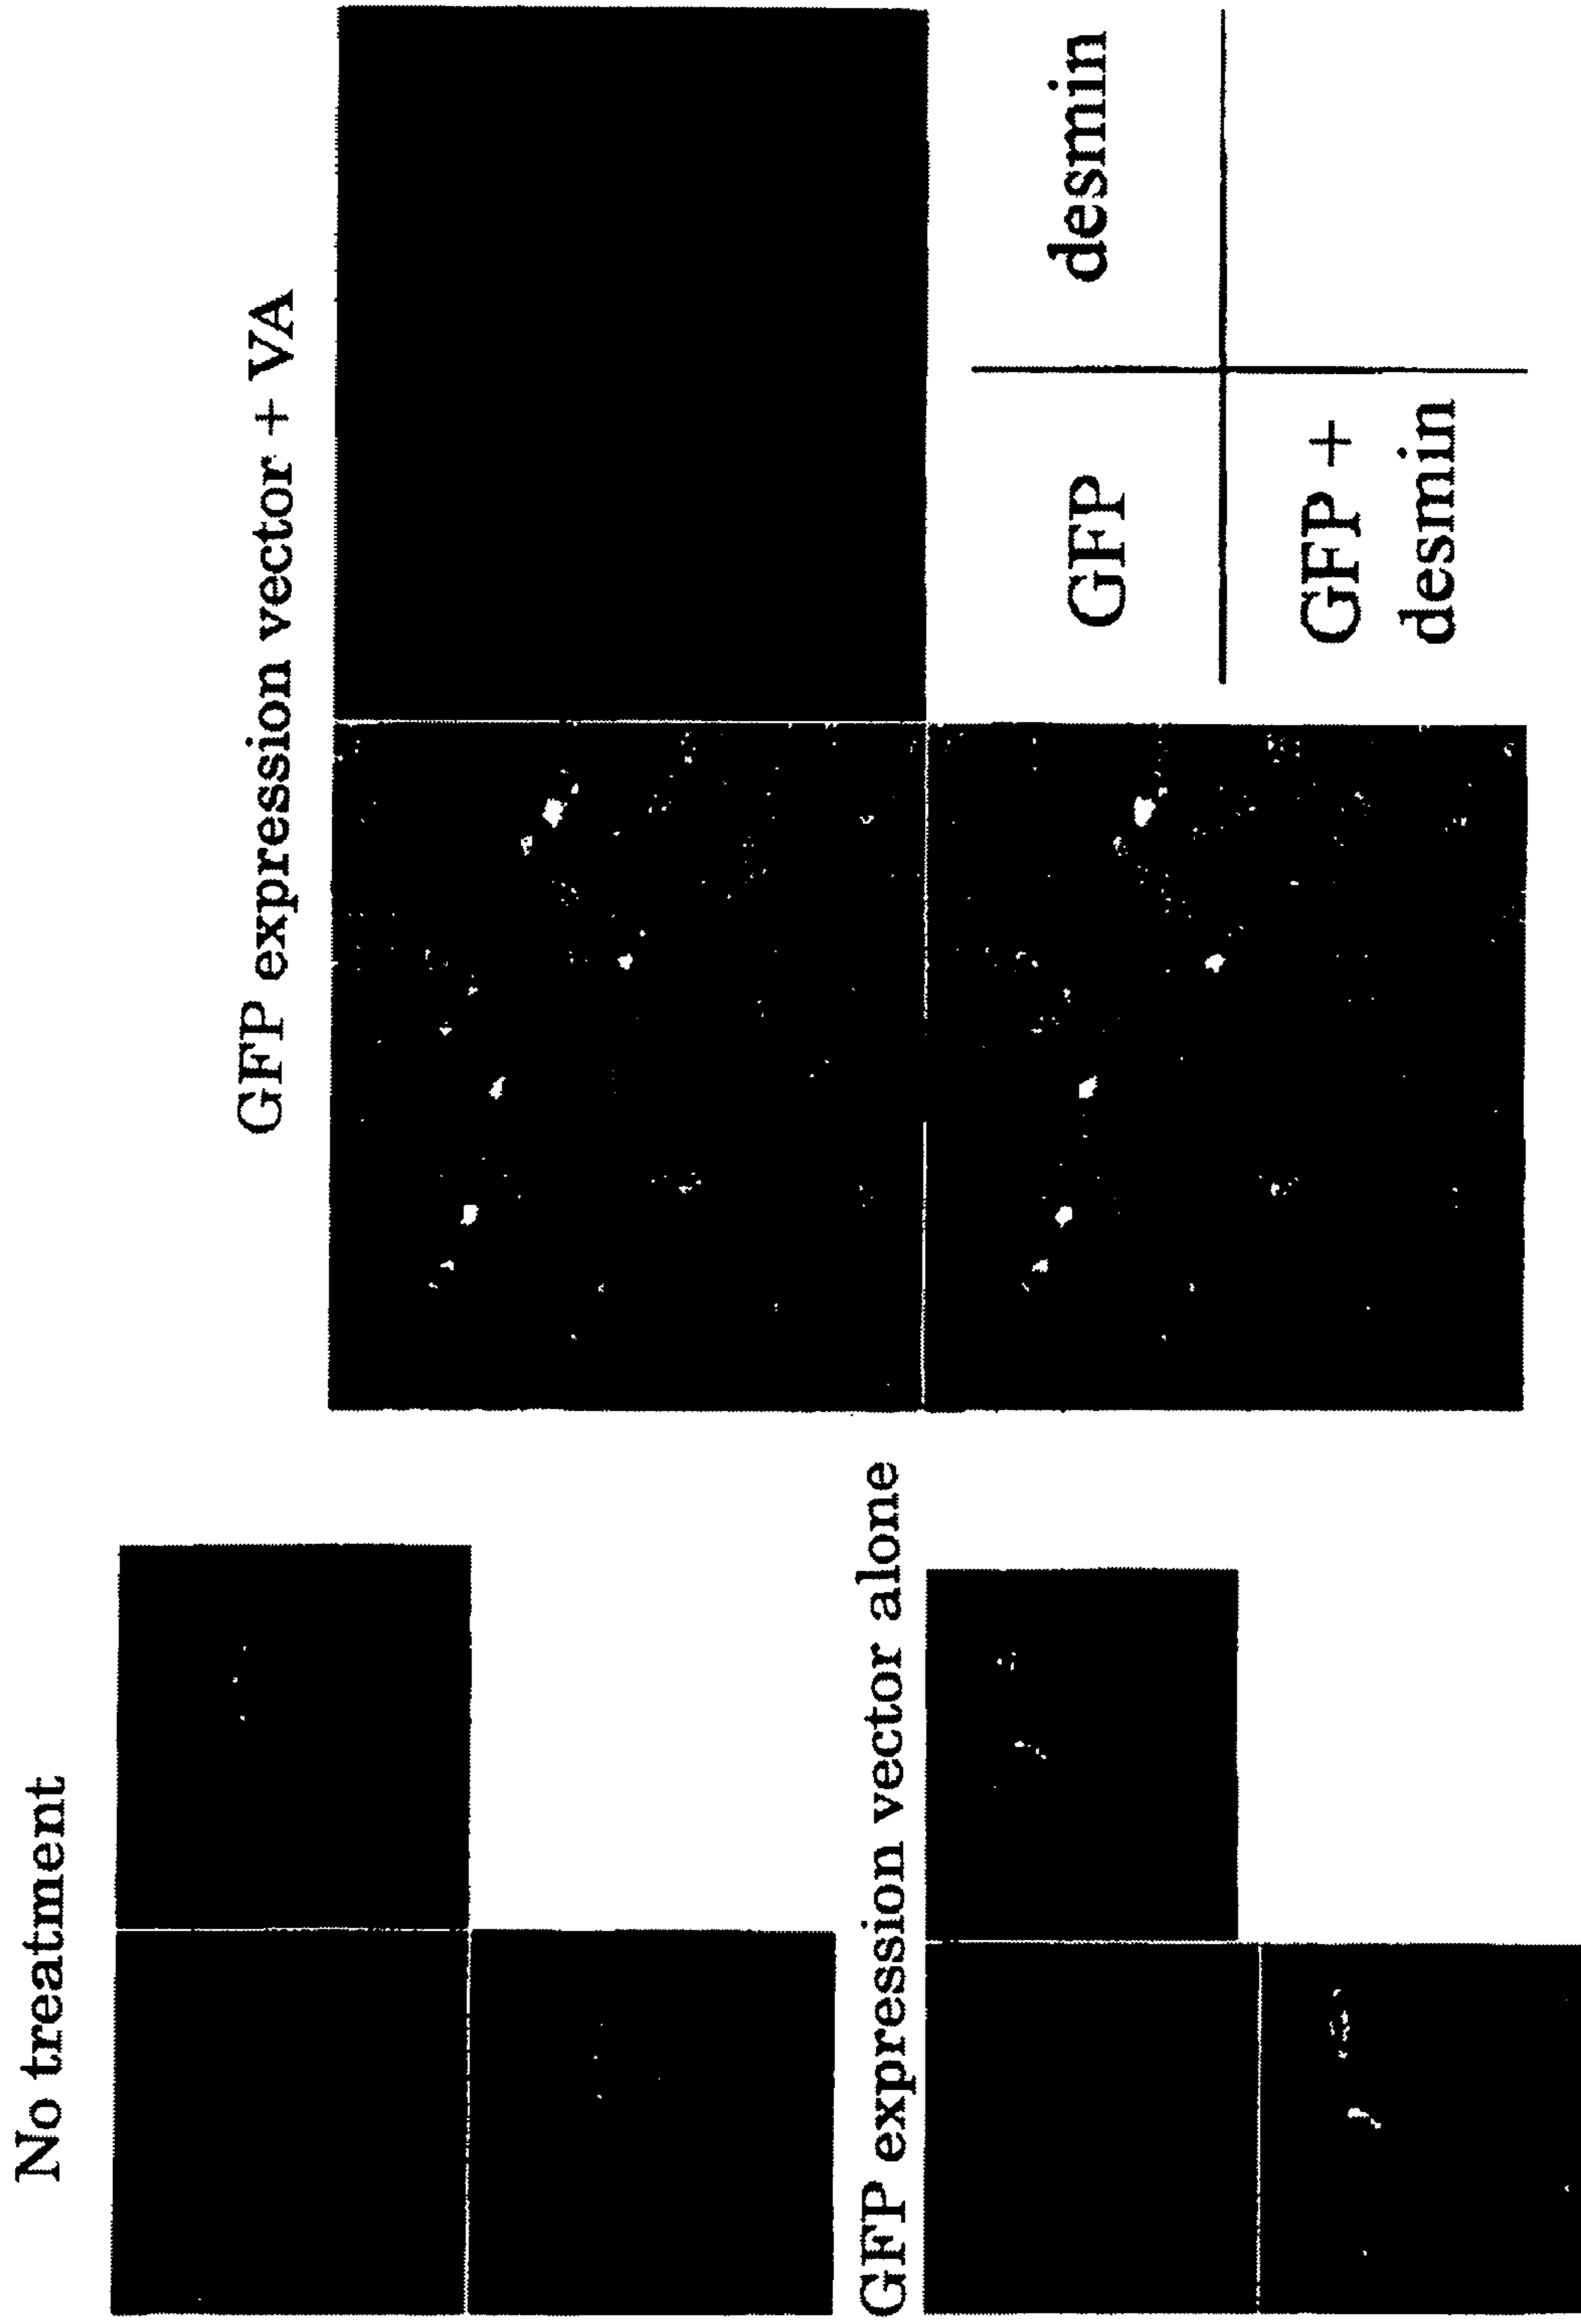 No treatment
GFP expression vector alone
GFP expression vector + VA
GFP
desmin
GFP +
desmin